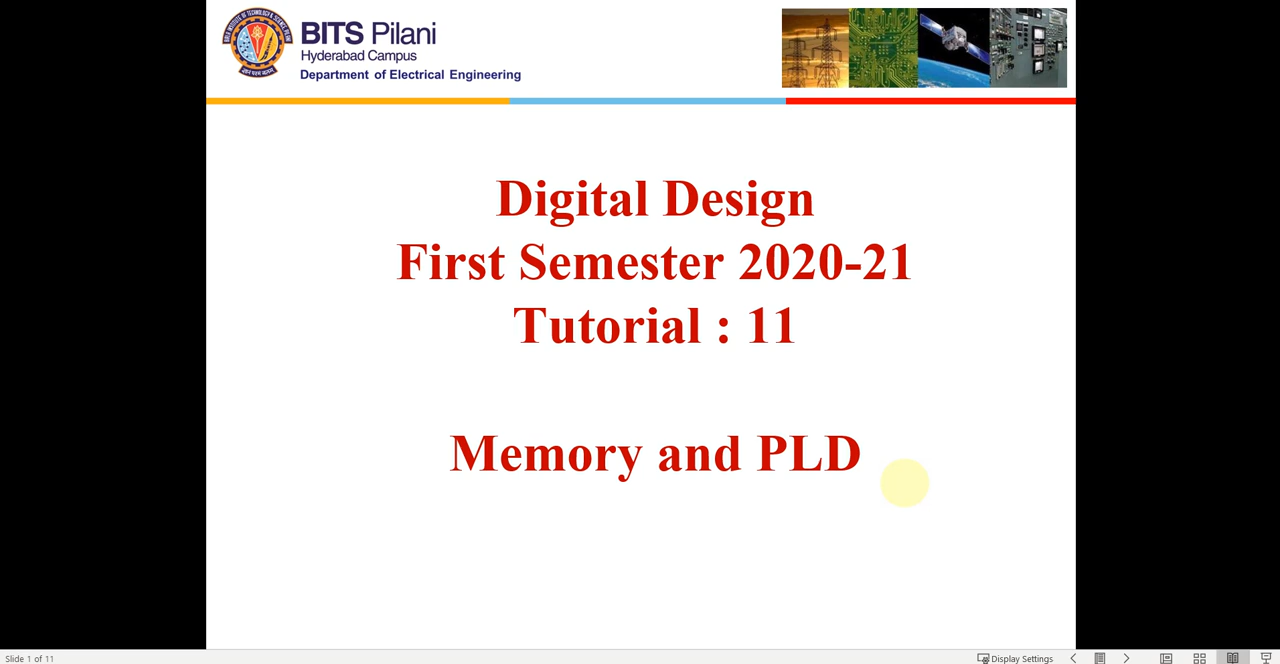 BITS Pilani
Hyderabad Campus
Department of Electrical Engineering
Digital Design
First Semester 2020-21
Tutorial : 11
Memory and PLD
Slide 1 of 11
Display Settings